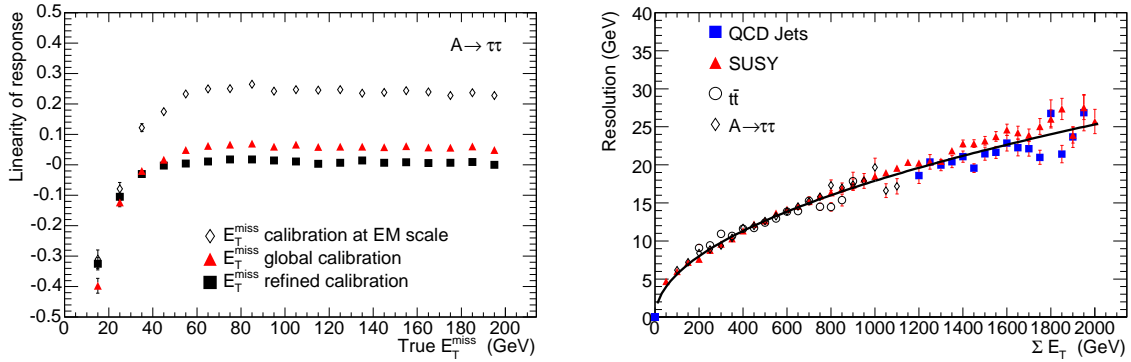 Linearity of response
0.5
0.4
0.3
0.2
0.1
-0
-0.1
-0.2
-0.3
-0.4
-0.5
A→ ττ
E_T^miss calibration at EM scale
E_T^miss global calibration
E_T^miss refined calibration
0 20 40 60 80 100 120 140 160 180 200
True E_T^miss (GeV)
Resolution (GeV)
40
35
30
25
20
15
10
5
0
QCD Jets
SUSY
tt̄
A→ττ
0 200 400 600 800 1000 1200 1400 1600 1800 2000
Σ E_T (GeV)